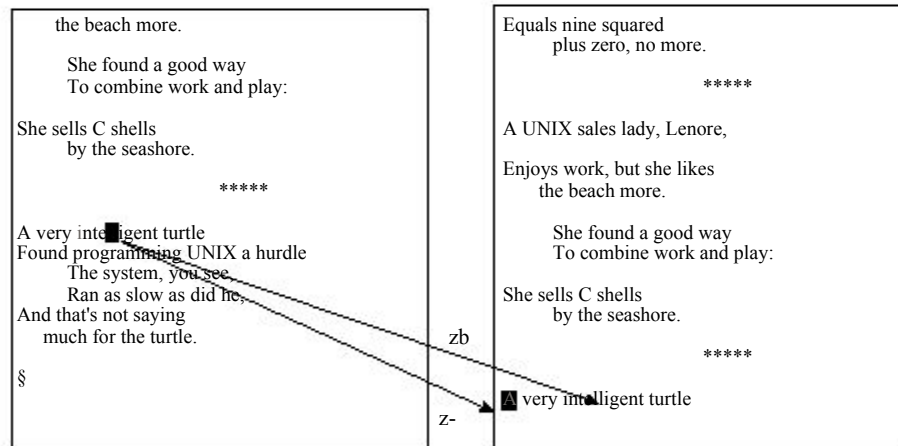 the beach more.
She found a good way
To combine work and play:
She sells C shells
by the seashore.
*****
A very intelligent turtle
Found programming UNIX a hurdle
The system, you see,
Ran as slow as did he,
And that's not saying
much for the turtle.
§
zb
z-
Equals nine squared
plus zero, no more.
*****
A UNIX sales lady, Lenore,
Enjoys work, but she likes
the beach more.
She found a good way
To combine work and play:
She sells C shells
by the seashore.
*****
A very intelligent turtle